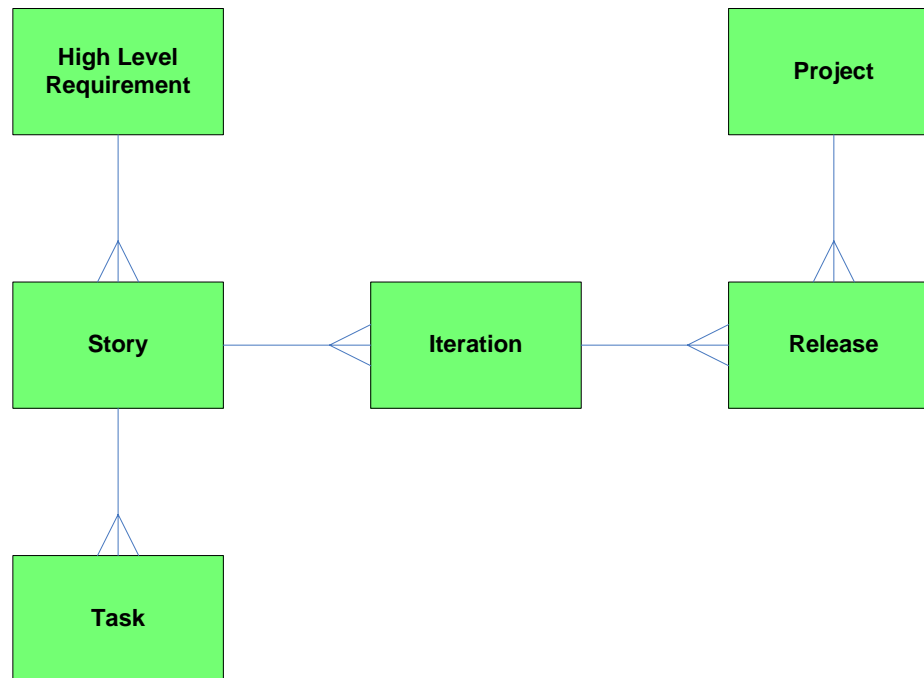 High Level
Requirement
Project
Story
Iteration
Release
Task